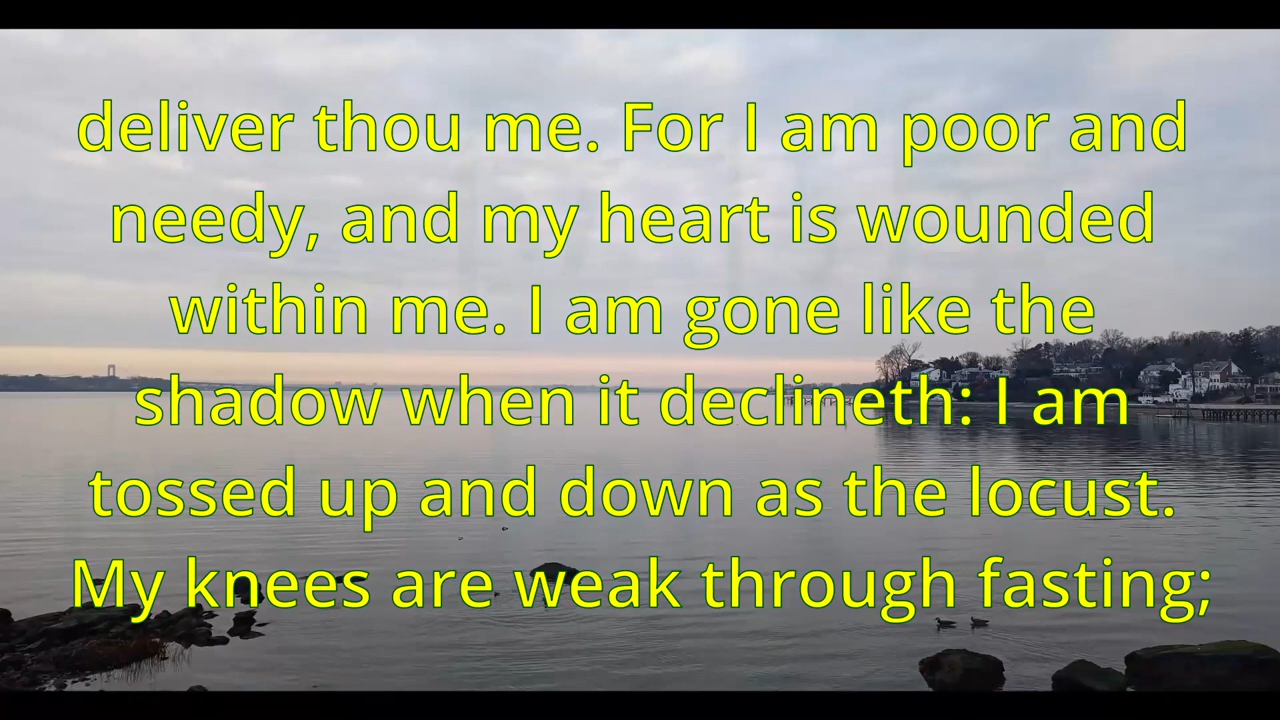 deliver thou me. For I am poor and
needy, and my heart is wounded
within me. I am gone like the
shadow when it declineth: I am
tossed up and down as the locust.
My knees are weak through fasting;